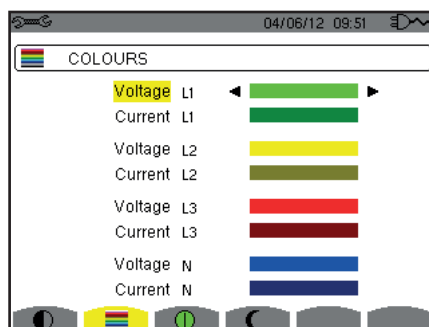 04/06/12 09:51
COLOURS
Voltage L1
Current L1
Voltage L2
Current L2
Voltage L3
Current L3
Voltage N
Current N